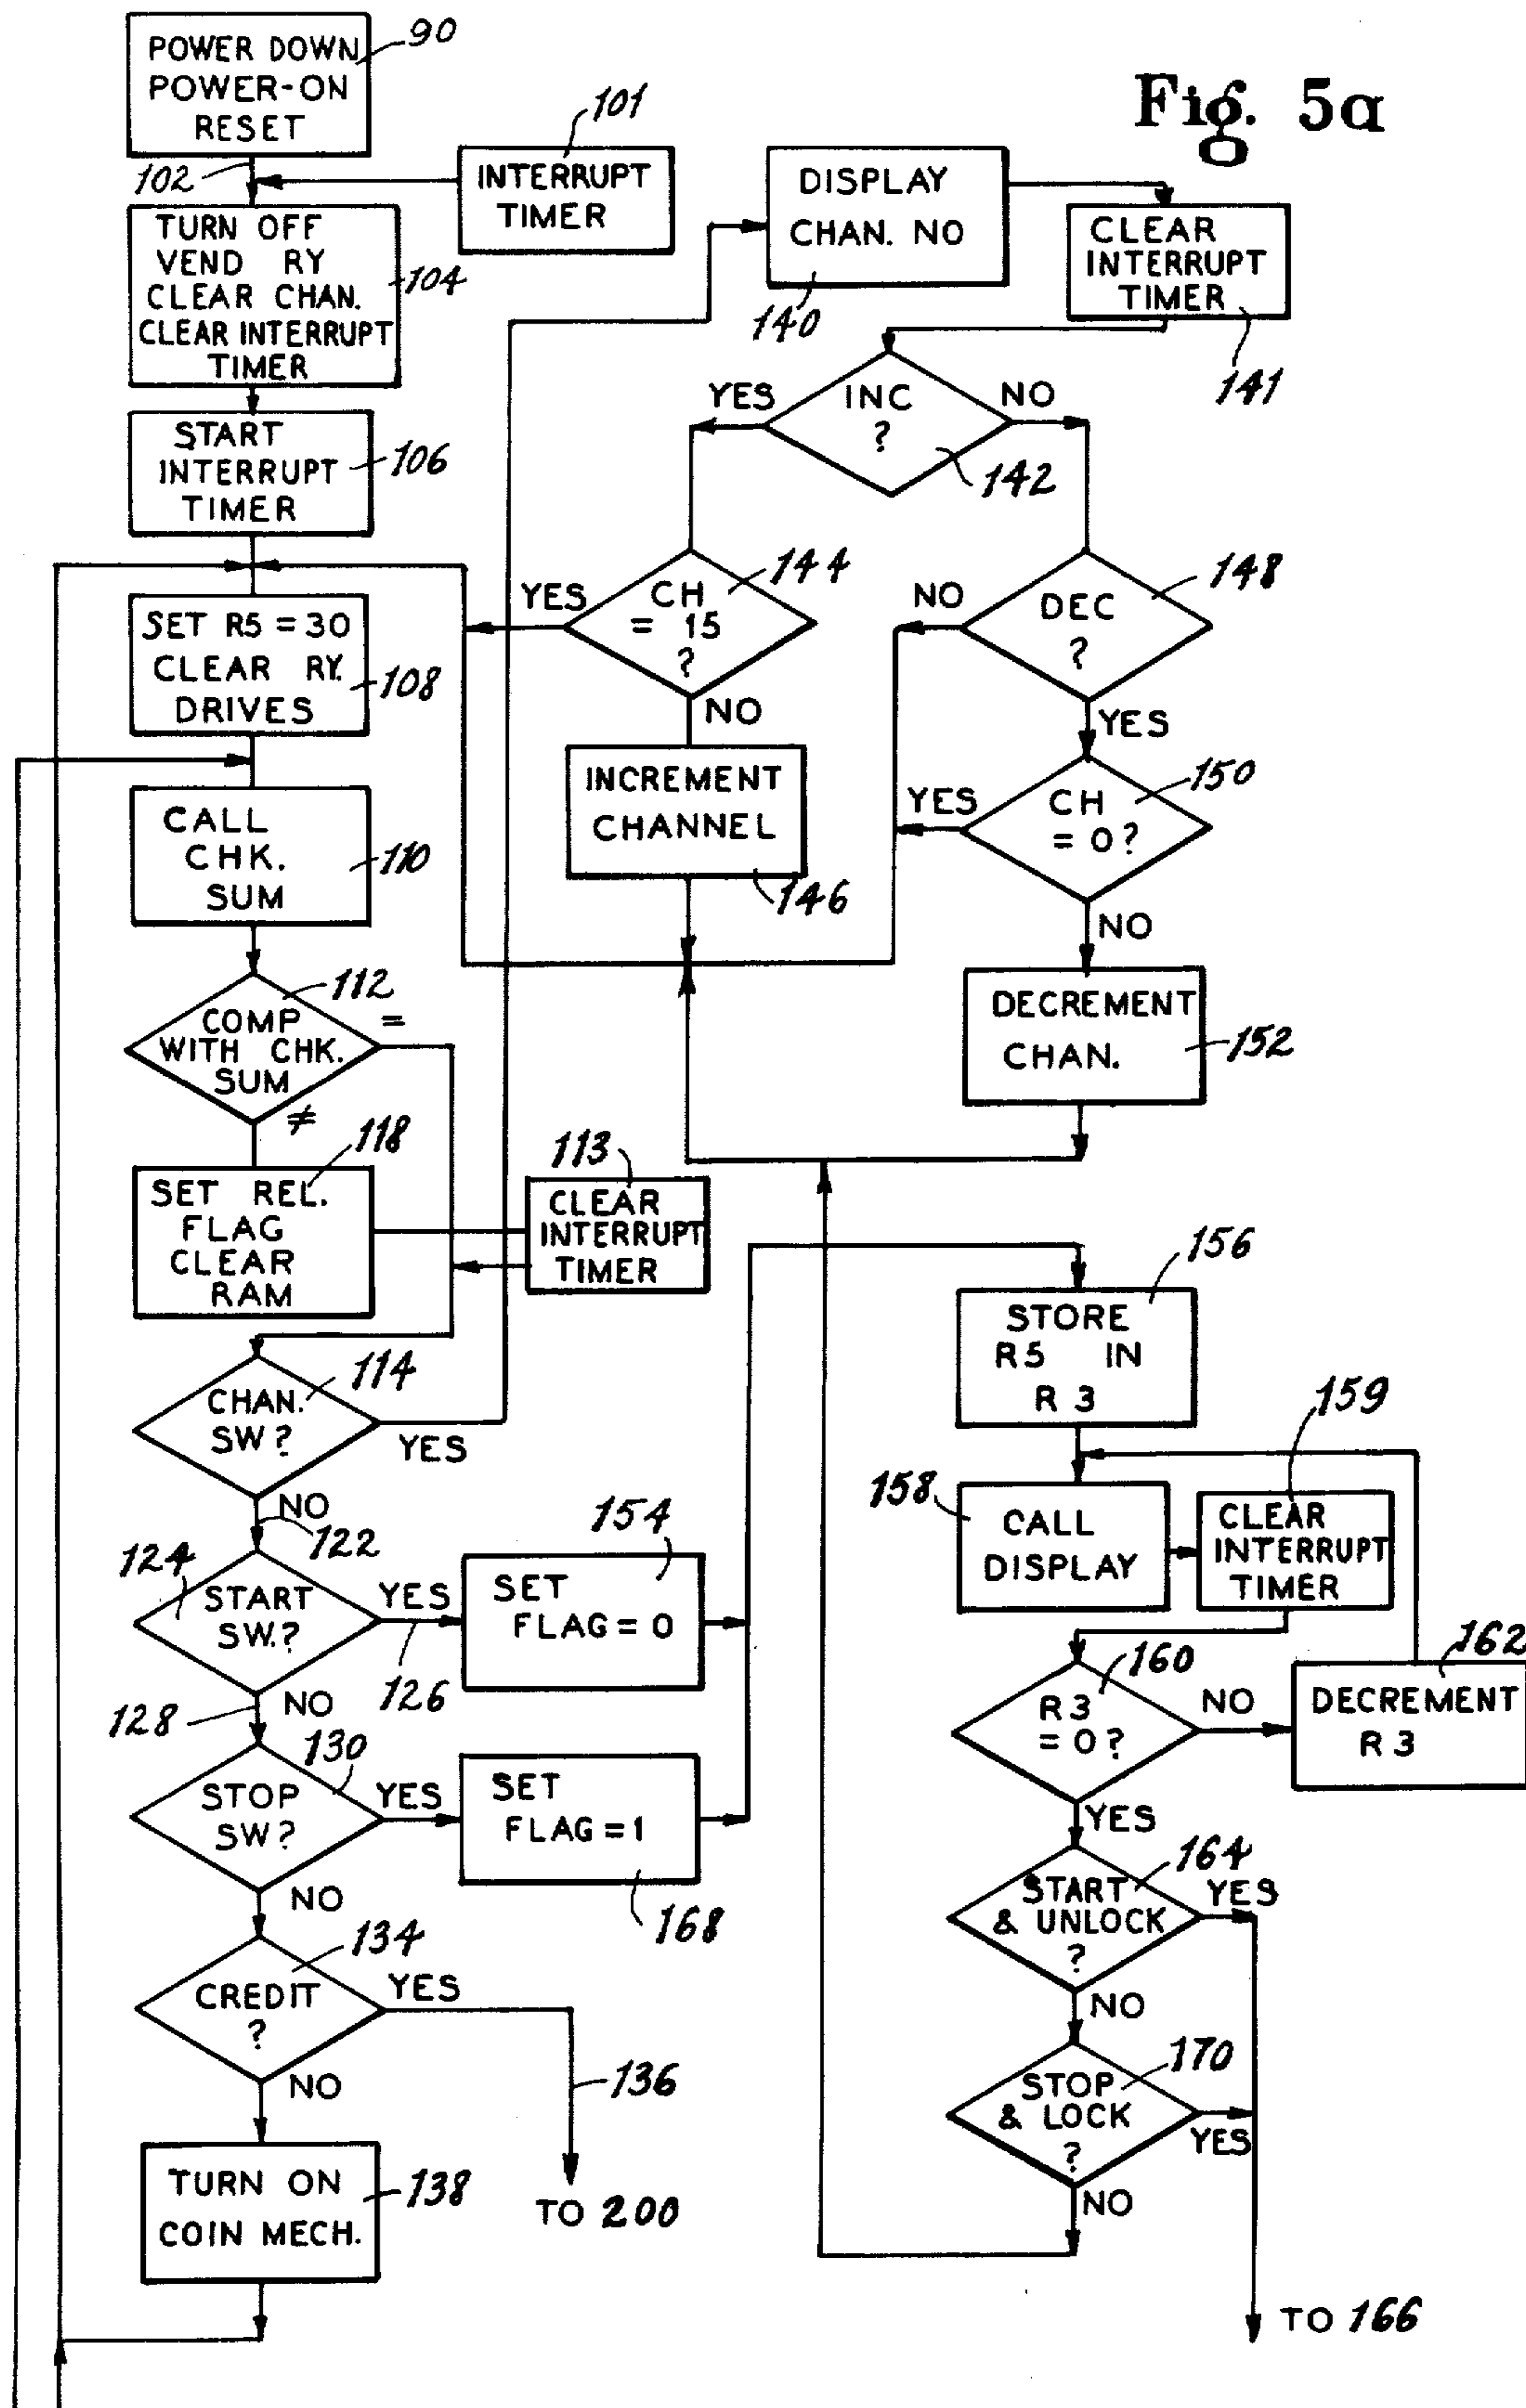 Fig. 5a
POWER DOWN
POWER-ON
RESET
90
102
101
INTERRUPT
TIMER
TURN OFF
VEND RY
CLEAR CHAN.
CLEAR INTERRUPT
TIMER
104
START
INTERRUPT
TIMER
106
SET R5 = 30
CLEAR RY.
DRIVES
108
CALL
CHK.
SUM
110
112
COMP
WITH CHK.
SUM
=
≠
118
SET REL.
FLAG
CLEAR
RAM
113
CLEAR
INTERRUPT
TIMER
114
CHAN.
SW?
YES
NO
122
124
START
SW.?
YES
126
NO
128
154
SET
FLAG = 0
130
STOP
SW?
YES
NO
SET
FLAG = 1
168
134
CREDIT
?
YES
NO
136
TO 200
TURN ON
COIN MECH.
138
DISPLAY
CHAN. NO
140
CLEAR
INTERRUPT
TIMER
141
YES
INC
?
NO
142
144
YES
CH
= 15
?
NO
INCREMENT
CHANNEL
146
148
NO
DEC
?
YES
150
YES
CH
= 0?
NO
DECREMENT
CHAN.
152
156
STORE
R5 IN
R 3
158
CALL
DISPLAY
159
CLEAR
INTERRUPT
TIMER
160
R 3
= 0?
NO
YES
162
DECREMENT
R 3
164
START
& UNLOCK
?
YES
NO
170
STOP
& LOCK
?
YES
NO
TO 166